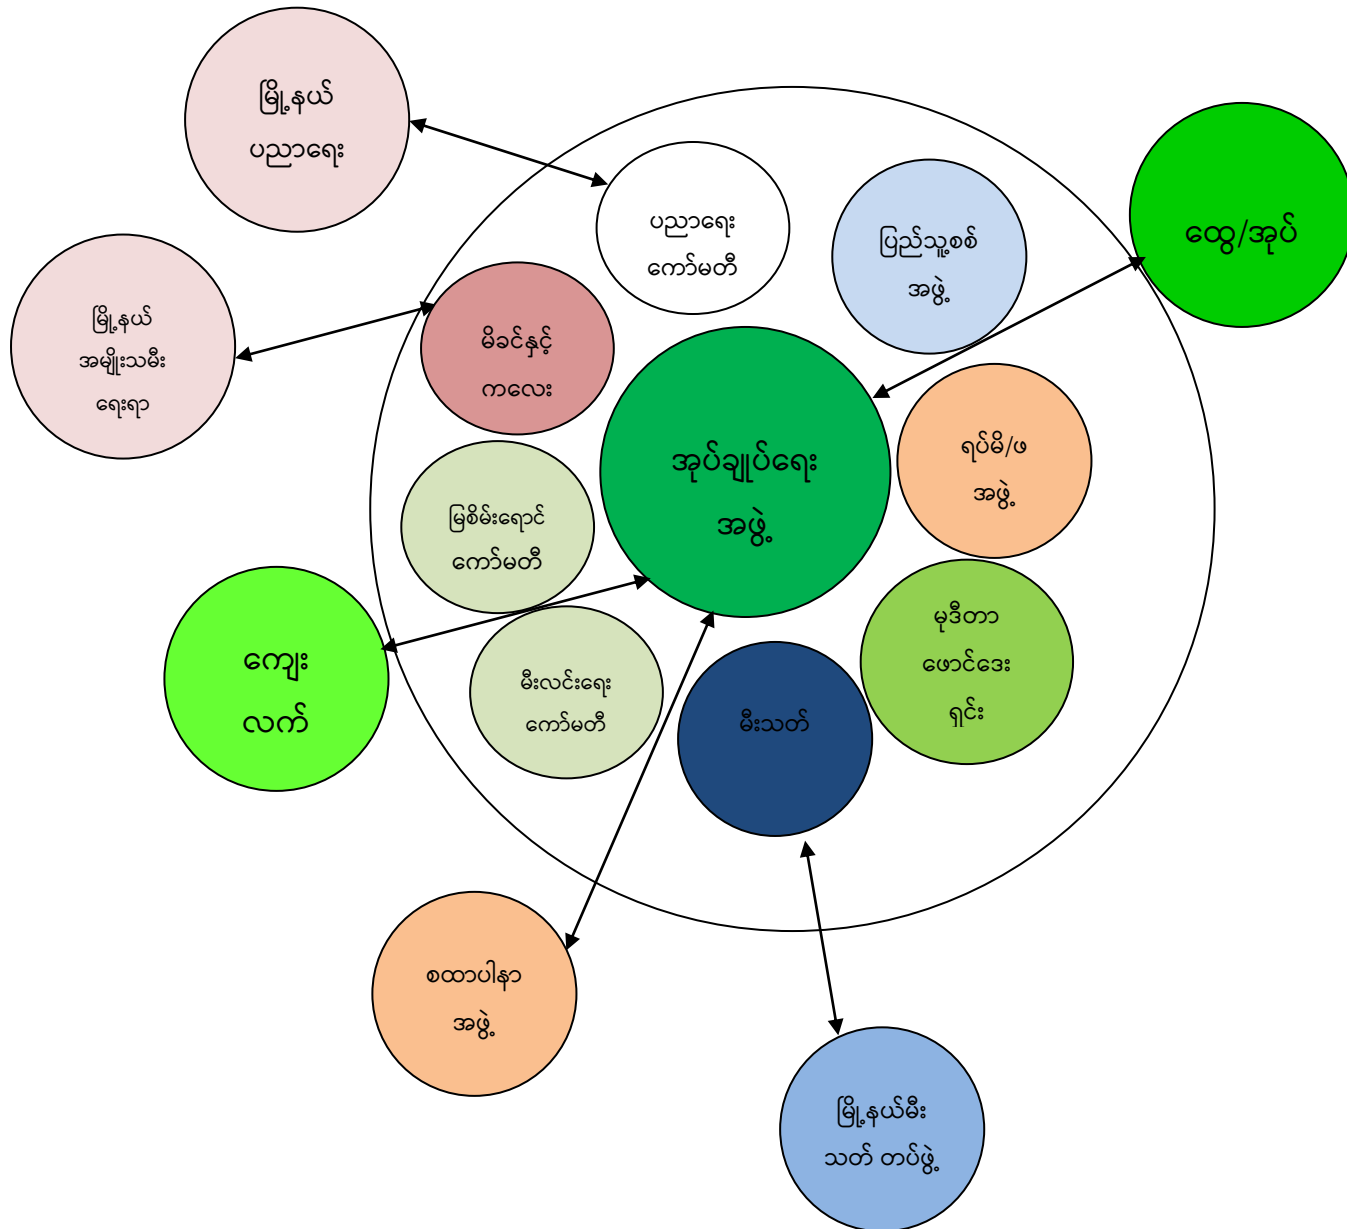 မြို့နယ်
ပညာရေး
ပညာရေး
ကော်မတီ
ပြည်သူ့စစ်
အဖွဲ့
ထွေ/အုပ်
မြို့နယ်
အမျိုးသမီး
ရေးရာ
မိခင်နှင့်
ကလေး
အုပ်ချုပ်ရေး
အဖွဲ့
ရပ်မိ/ဖ
အဖွဲ့
မြစိမ်းရောင်
ကော်မတီ
ကျေး
လက်
မီးလင်းရေး
ကော်မတီ
မီးသတ်
မုဒီတာ
ဖောင်ဒေး
ရှင်း
စထာပါနာ
အဖွဲ့
မြို့နယ်မီး
သတ် တပ်ဖွဲ့